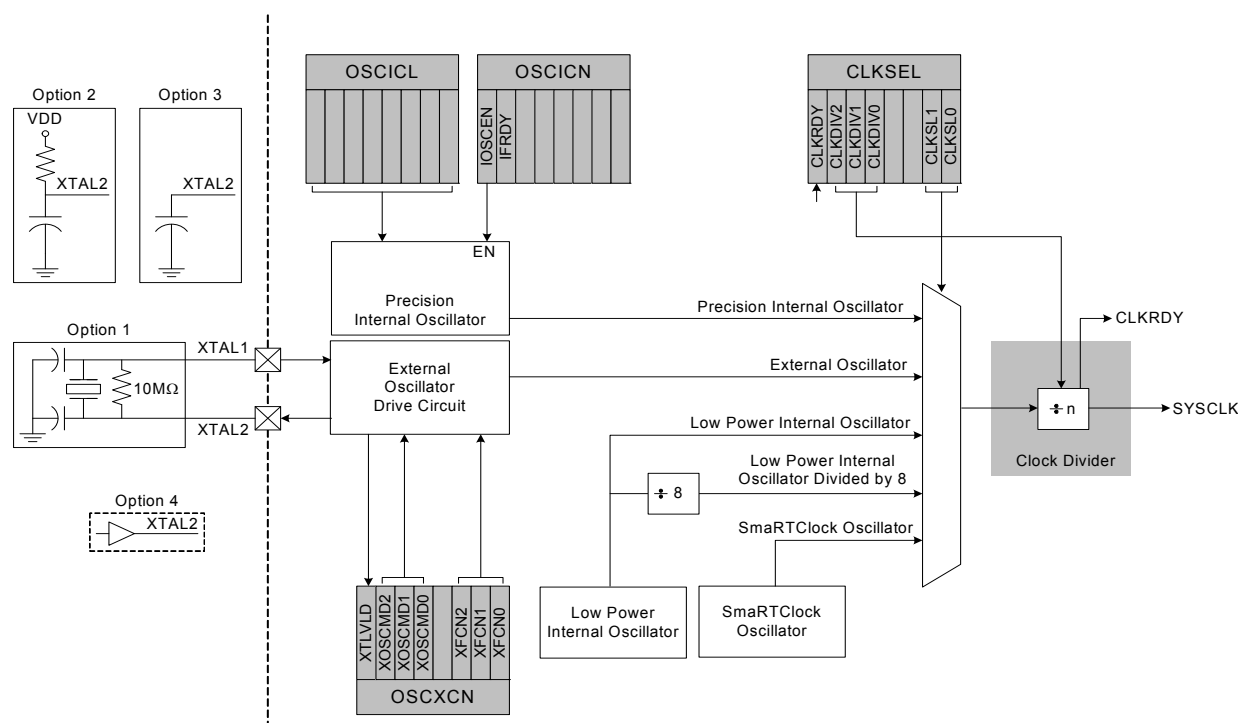 OSCICL
OSCICN
CLKSEL
IOSCEN
IFRDY
CLKRDY
CLKDIV2
CLKDIV1
CLKDIV0
CLKSL1
CLKSL0
Option 2
VDD
XTAL2
Option 3
XTAL2
EN
Precision
Internal Oscillator
Precision Internal Oscillator
Option 1
10MΩ
XTAL1
XTAL2
External
Oscillator
Drive Circuit
External Oscillator
CLKRDY
÷ n
SYSCLK
Clock Divider
Low Power Internal Oscillator
÷ 8
Low Power Internal
Oscillator Divided by 8
SmaRTClock Oscillator
Option 4
XTAL2
Low Power
Internal Oscillator
SmaRTClock
Oscillator
XTLVLD
XOSCMD2
XOSCMD1
XOSCMD0
XFCN2
XFCN1
XFCN0
OSCXCN